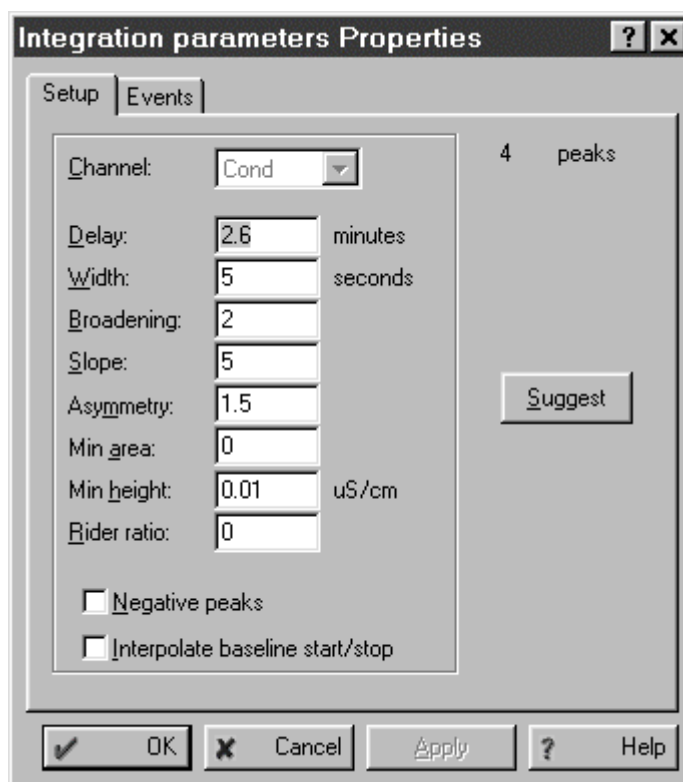 Integration parameters Properties ?
Setup Events
Channel: Cond 4 peaks
Delay: 2.6 minutes
Width: 5 seconds
Broadening: 2
Slope: 5
Asymmetry: 1.5 Suggest
Min area: 0
Min height: 0.01 uS/cm
Rider ratio: 0
Negative peaks
Interpolate baseline start/stop
OK Cancel Apply ? Help